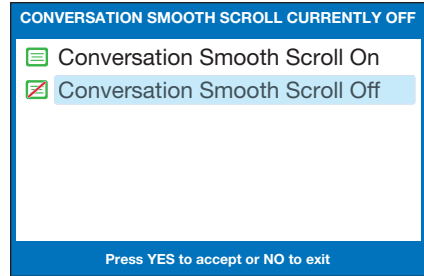 CONVERSATION SMOOTH SCROLL CURRENTLY OFF
Conversation Smooth Scroll On
Conversation Smooth Scroll Off
Press YES to accept or NO to exit